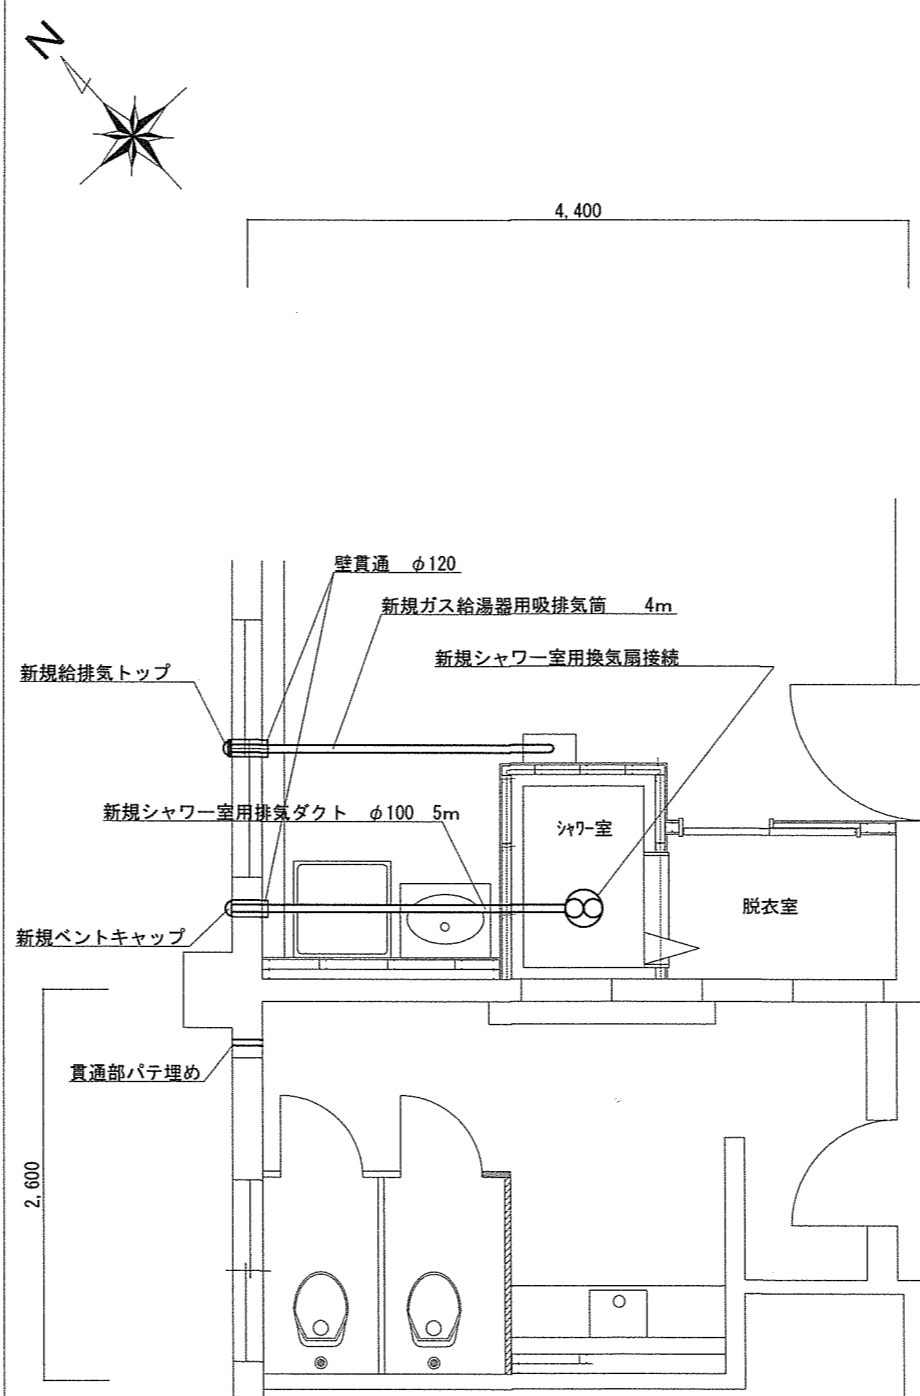 N
4,400
壁貫通 φ120
新規ガス給湯器用吸排気筒 4m
新規シャワー室用換気扇接続
新規給排気トップ
新規シャワー室用排気ダクト φ100 5m
シャワー室
脱衣室
新規ベントキャップ
貫通部パテ埋め
2,600